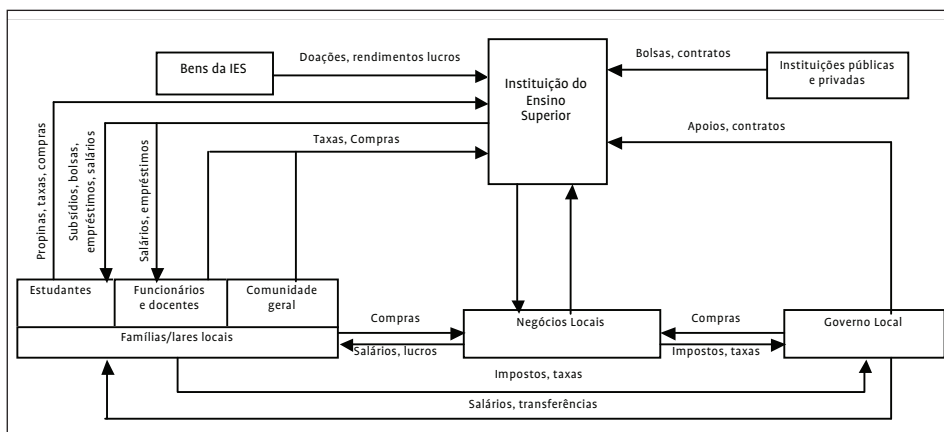 Bens da IES
Doações, rendimentos lucros
Instituição do
Ensino
Superior
Bolsas, contratos
Instituições públicas
e privadas
Propinas, taxas, compras
Subsídios, bolsas,
empréstimos, salários
Salários, empréstimos
Taxas, Compras
Apoios, contratos
Estudantes
Funcionários
e docentes
Comunidade
geral
Famílias/lares locais
Compras
Salários, lucros
Negócios Locais
Compras
Impostos, taxas
Governo Local
Impostos, taxas
Salários, transferências